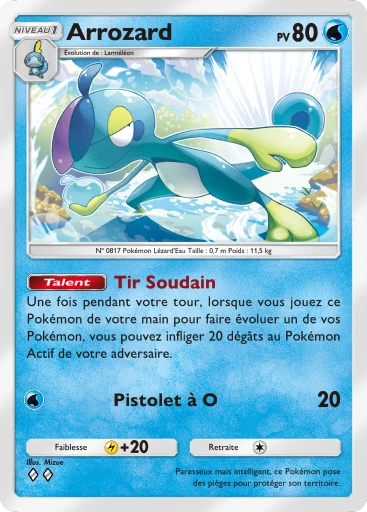 NIVEAU 1
Arrozard
PV 80
Évolution de : Larméléon
N° 0817 Pokémon Lézard'Eau Taille : 0,7 m Poids : 11,5 kg
Talent Tir Soudain
Une fois pendant votre tour, lorsque vous jouez ce
Pokémon de votre main pour faire évoluer un de vos
Pokémon, vous pouvez infliger 20 dégâts au Pokémon
Actif de votre adversaire.
Pistolet à O 20
Faiblesse +20
Retraite
Illus. Mizue
Paresseux mais intelligent, ce Pokémon pose
des pièges pour protéger son territoire.